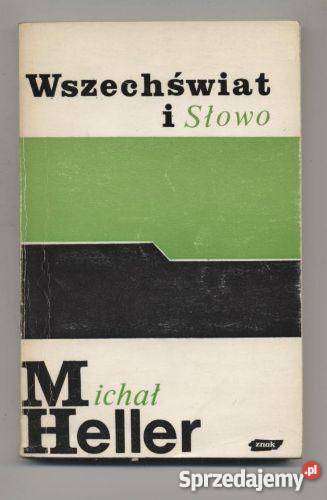 Wszechświat
i Słowo
Michał
Heller
znak
Sprzedajemy.pl